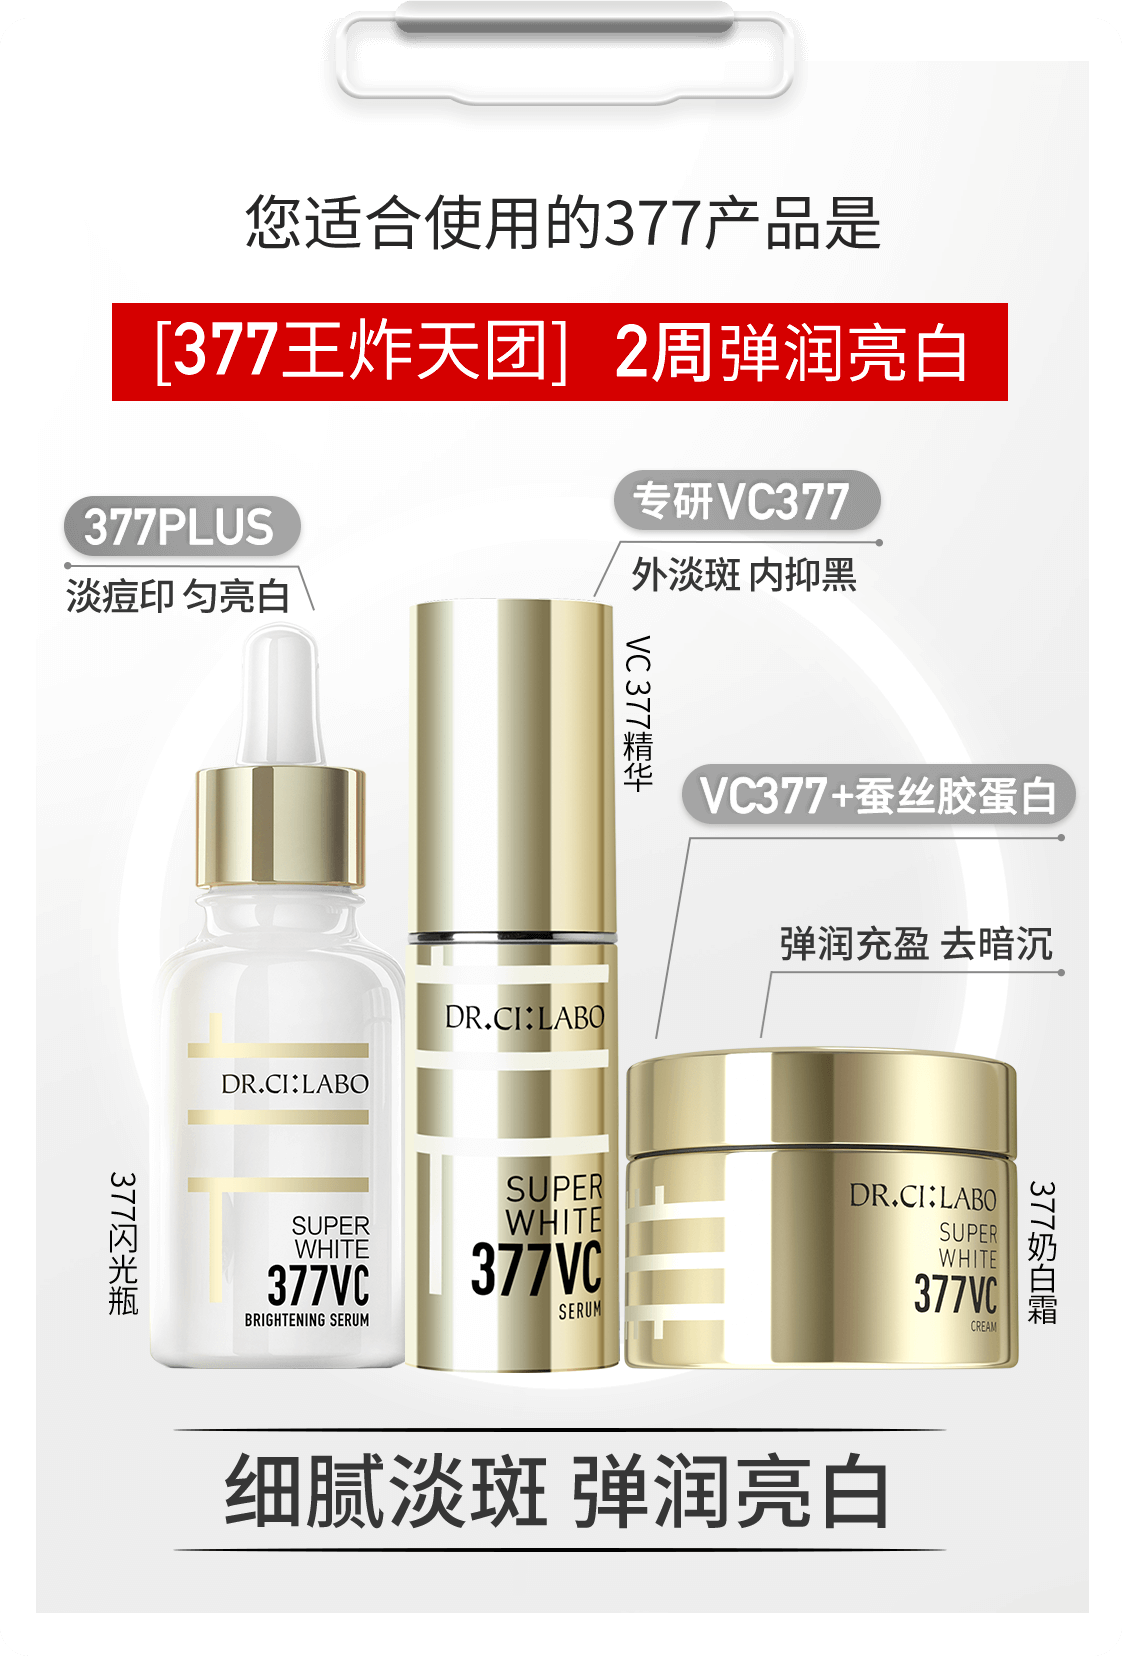 您适合使用的377产品是
[377王炸天团] 2周弹润亮白
377PLUS
淡痘印 匀亮白
专研VC377
外淡斑 内抑黑
VC 377精华
VC377+蚕丝胶蛋白
弹润充盈 去暗沉
377闪光瓶
DR.CI:LABO
SUPER
WHITE
377VC
BRIGHTENING SERUM
DR.CI:LABO
SUPER
WHITE
377VC
SERUM
DR.CI:LABO
SUPER
WHITE
377VC
CREAM
377奶白霜
细腻淡斑 弹润亮白